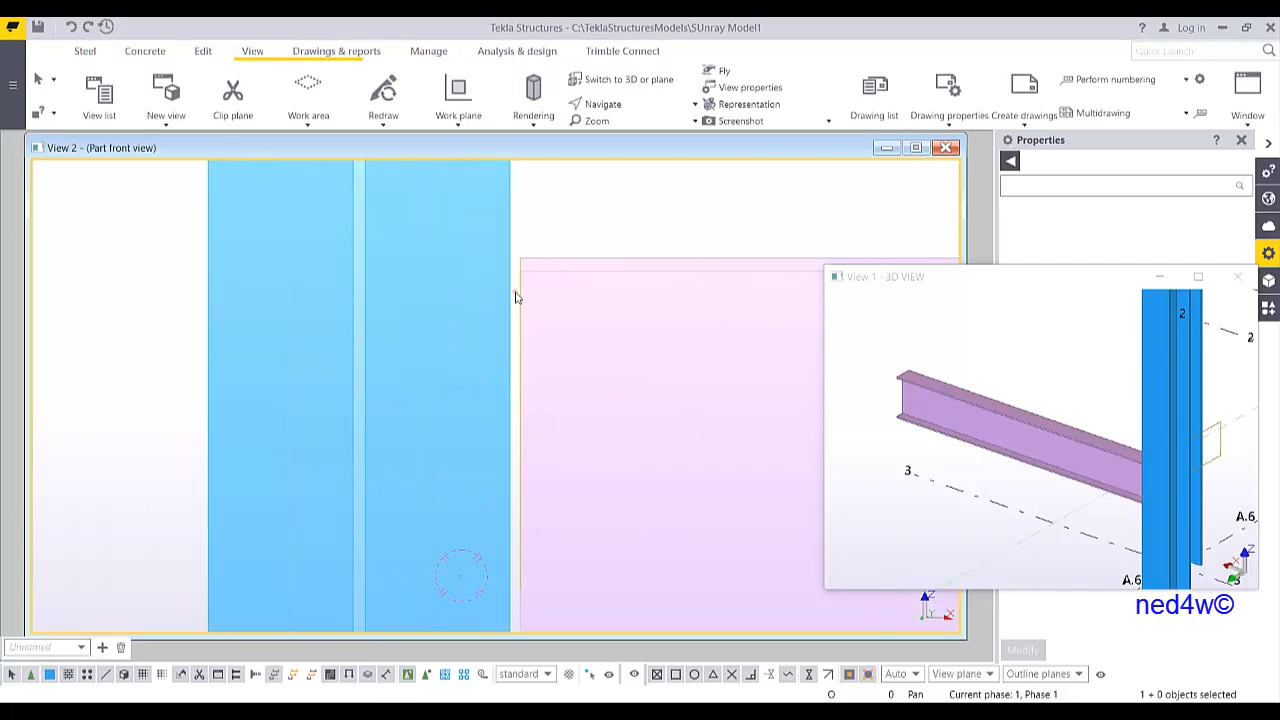 Tekla Structures - C:\TeklaStructuresModels\SUnray Model1
? Log in
Steel Concrete Edit View Drawings & reports Manage Analysis & design Trimble Connect
Quick Launch
Switch to 3D or plane
Fly
View properties
Perform numbering
Navigate
Representation
View list New view Clip plane Work area Redraw Work plane Rendering
Zoom
Screenshot
Drawing list Drawing properties Create drawings
Multidrawing
Window
View 2 - (Part front view)
Properties ?
View 1 - 3D VIEW
2
2
3
A.6
A.6
3
Z
Z
Y X
ned4w©
Unnamed
Modify
standard
Auto
View plane
Outline planes
O 0 Pan Current phase: 1, Phase 1 1 + 0 objects selected